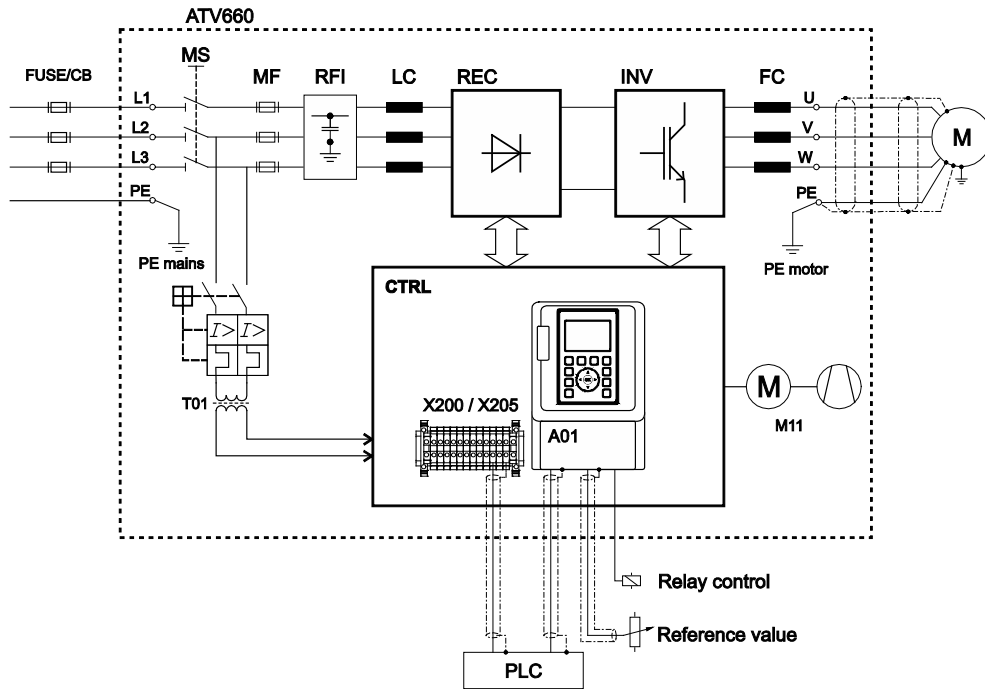 ATV660
MS
FUSE/CB
MF
RFI
LC
REC
INV
FC
L1
L2
L3
PE
U
V
W
PE
M
PE mains
PE motor
CTRL
I>
I>
T01
X200 / X205
A01
M
M11
Relay control
Reference value
PLC